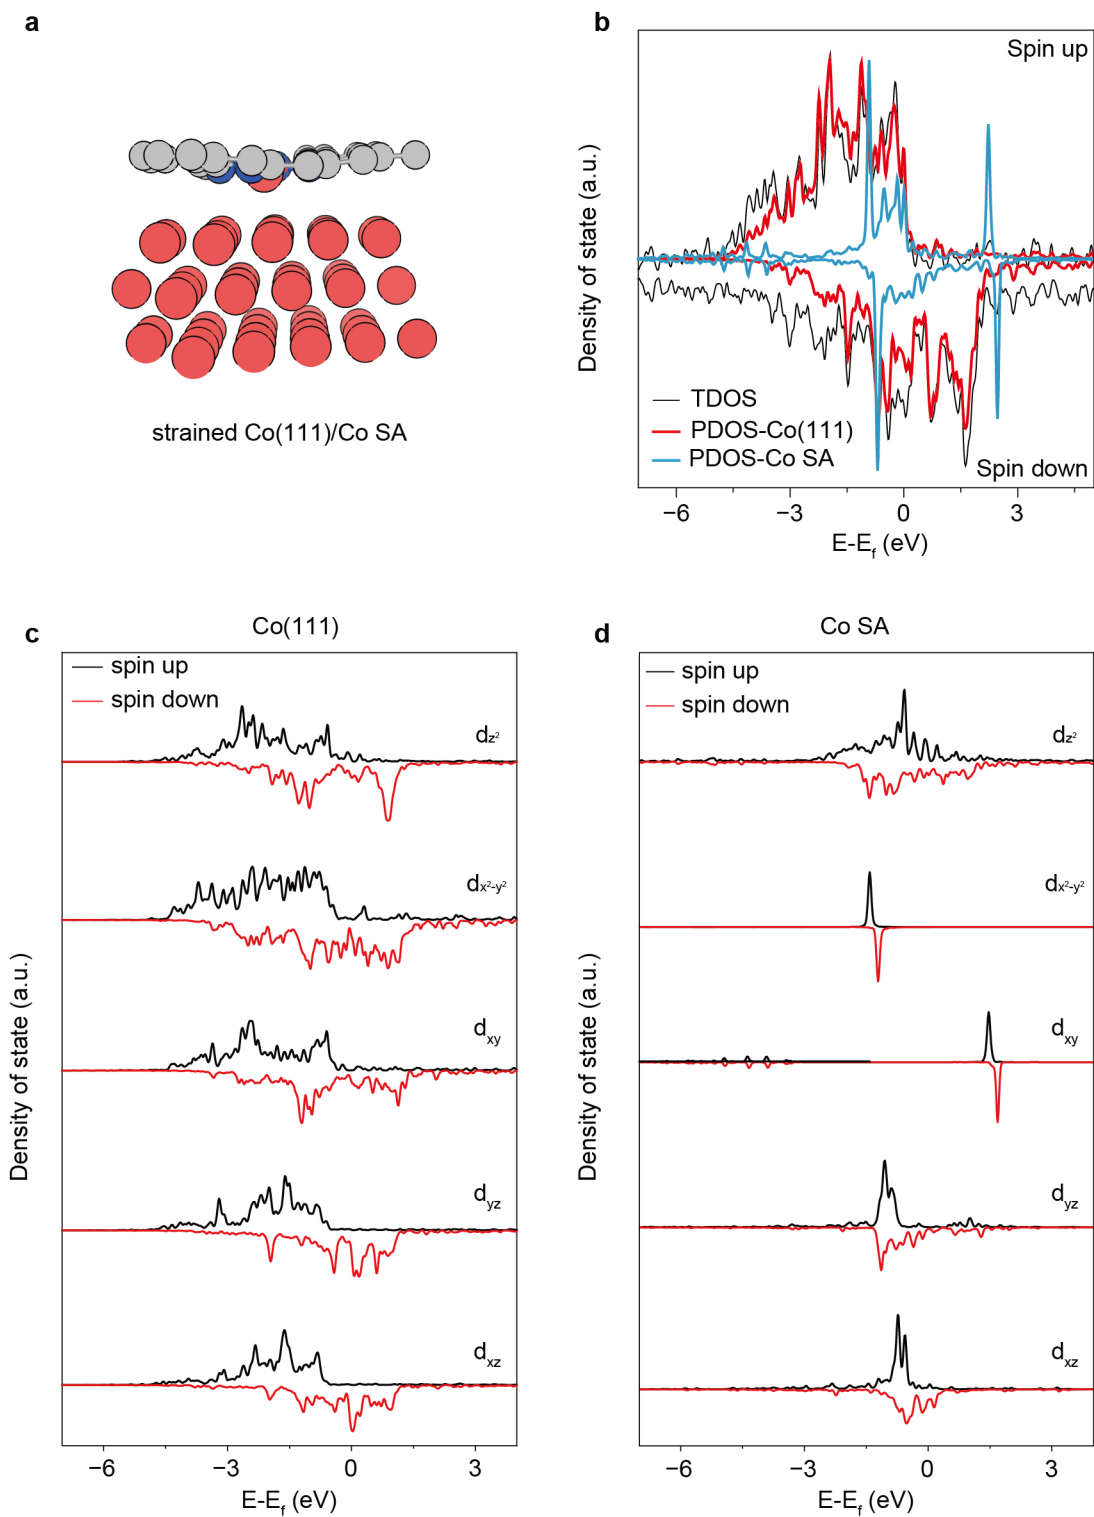 a
strained Co(111)/Co SA
b
Spin up
Density of state (a.u.)
TDOS
PDOS-Co(111)
PDOS-Co SA
Spin down
−6 −3 0 3
E-Ef (eV)
c
Co(111)
spin up
spin down
dz²
dx²-y²
dxy
dyz
dxz
Density of state (a.u.)
−6 −3 0 3
E-Ef (eV)
d
Co SA
spin up
spin down
dz²
dx²-y²
dxy
dyz
dxz
Density of state (a.u.)
−6 −3 0 3
E-Ef (eV)